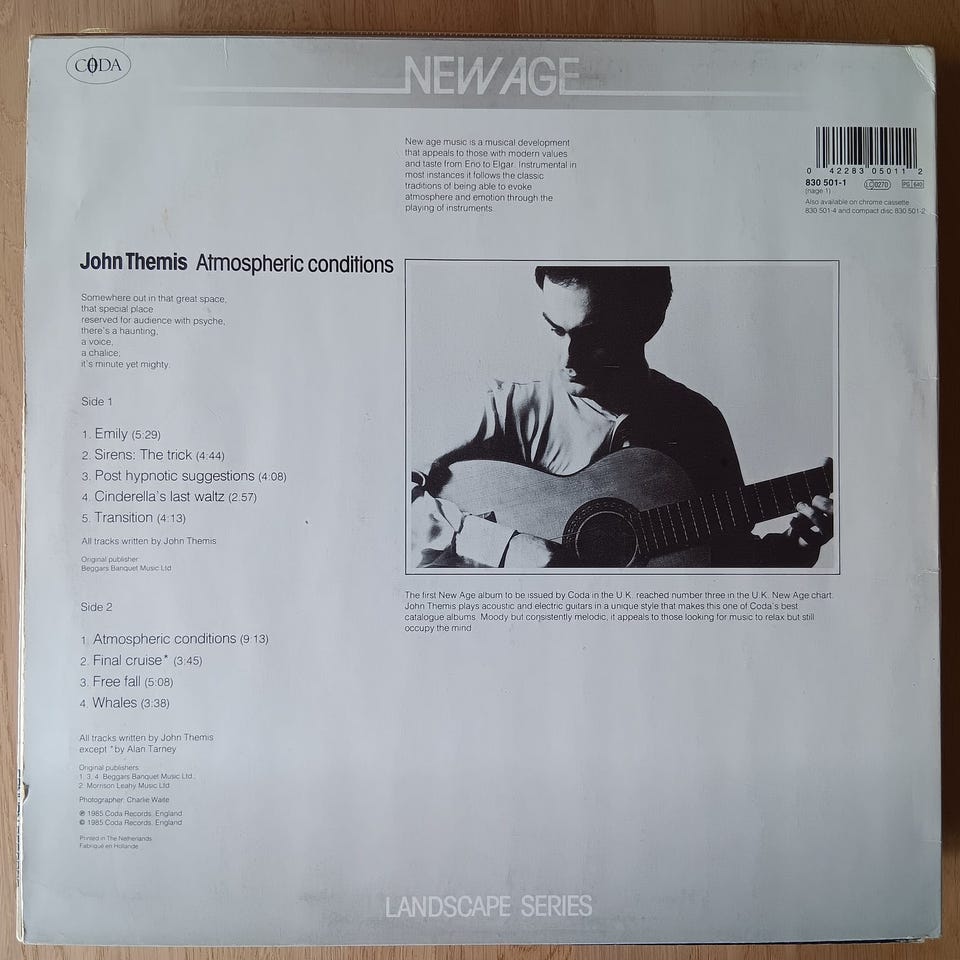 CODA
NEW AGE
New age music is a musical development
that appeals to those with modern values
and taste from Eno to Elgar. Instrumental in
most instances it follows the classic
traditions of being able to evoke
atmosphere and emotion through the
playing of instruments.
0 42283 05011 2
830 501-1
(nage 1)
LC 0270
PG 640
Also available on chrome cassette
830 501-4 and compact disc 830 501-2
John Themis Atmospheric conditions
Somewhere out in that great space,
that special place
reserved for audience with psyche,
there's a haunting,
a voice,
a chalice;
it's minute yet mighty.
Side 1
1. Emily (5:29)
2. Sirens: The trick (4:44)
3. Post hypnotic suggestions (4:08)
4. Cinderella's last waltz (2:57)
5. Transition (4:13)
All tracks written by John Themis
Original publisher:
Beggars Banquet Music Ltd
Side 2
1. Atmospheric conditions (9:13)
2. Final cruise* (3:45)
3. Free fall (5:08)
4. Whales (3:38)
All tracks written by John Themis
except * by Alan Tarney
Original publishers:
1, 3, 4 Beggars Banquet Music Ltd.
2 Morrison Leahy Music Ltd
Photographer: Charlie Waite
℗ 1985 Coda Records, England
© 1985 Coda Records, England
Printed in The Netherlands
Fabriqué en Hollande
The first New Age album to be issued by Coda in the U.K. reached number three in the U.K. New Age chart.
John Themis plays acoustic and electric guitars in a unique style that makes this one of Coda's best
catalogue albums. Moody but consistently melodic, it appeals to those looking for music to relax but still
occupy the mind.
LANDSCAPE SERIES